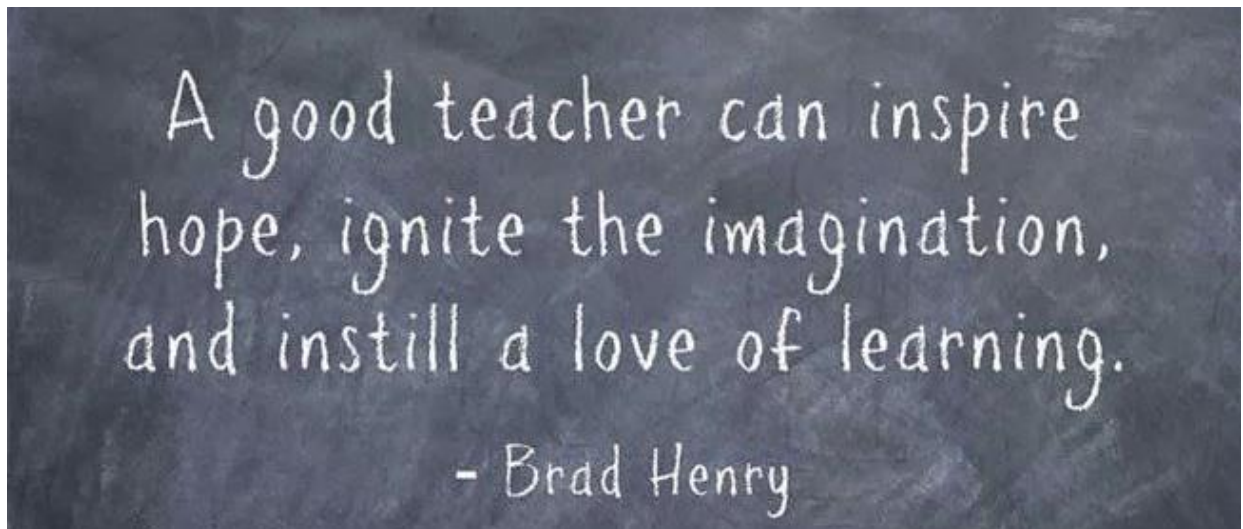 A good teacher can inspire
hope, ignite the imagination,
and instill a love of learning.
- Brad Henry